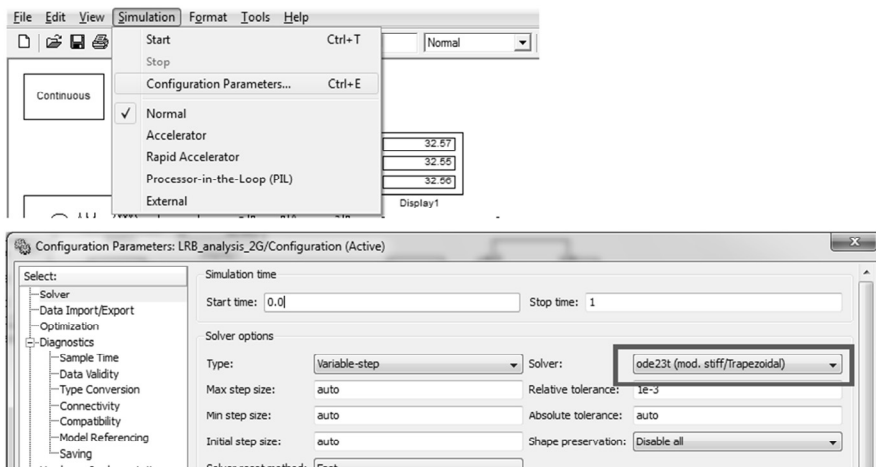 File Edit View Simulation Format Tools Help
Normal
Start Ctrl+T
Stop
Configuration Parameters... Ctrl+E
Continuous
Normal
Accelerator
Rapid Accelerator
Processor-in-the-Loop (PIL)
External
32.57
32.55
32.56
Display1
Configuration Parameters: LRB_analysis_2G/Configuration (Active)
Select:
Solver
Data Import/Export
Optimization
Diagnostics
Sample Time
Data Validity
Type Conversion
Connectivity
Compatibility
Model Referencing
Saving
Simulation time
Start time: 0.0 Stop time: 1
Solver options
Type: Variable-step Solver: ode23t (mod. stiff/Trapezoidal)
Max step size: auto Relative tolerance: 1e-3
Min step size: auto Absolute tolerance: auto
Initial step size: auto Shape preservation: Disable all